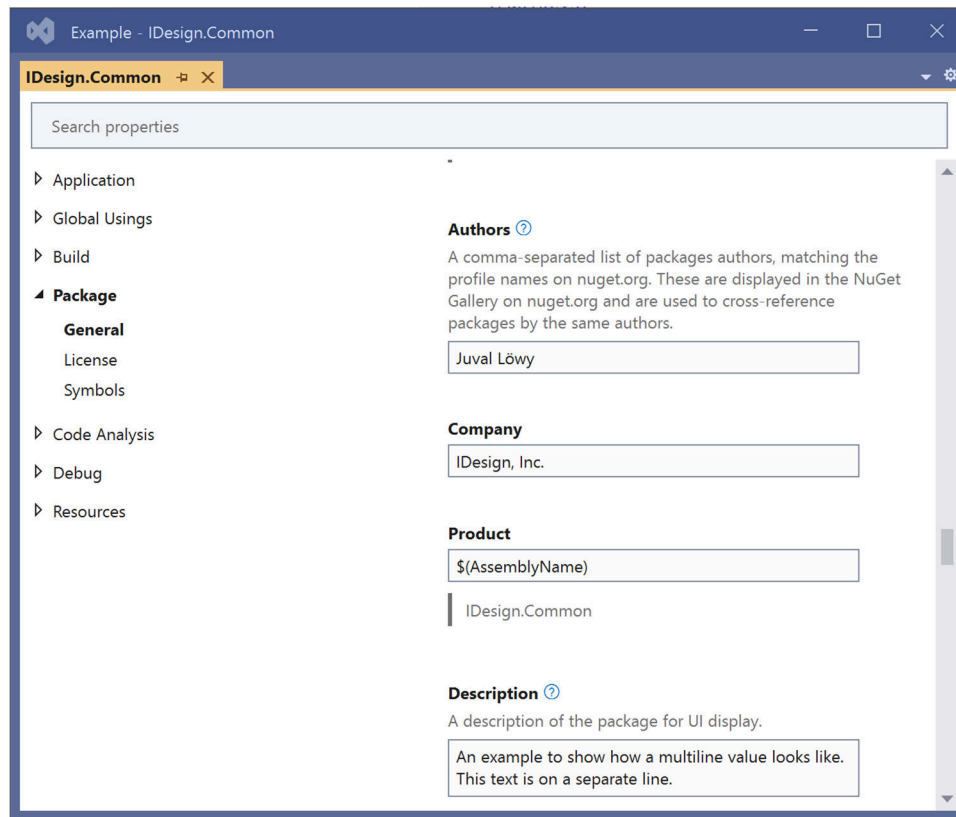 Example - IDesign.Common
IDesign.Common
Search properties
Application
Global Usings
Build
Package
General
License
Symbols
Code Analysis
Debug
Resources
Authors
A comma-separated list of packages authors, matching the
profile names on nuget.org. These are displayed in the NuGet
Gallery on nuget.org and are used to cross-reference
packages by the same authors.
Juval Löwy
Company
IDesign, Inc.
Product
$(AssemblyName)
IDesign.Common
Description
A description of the package for UI display.
An example to show how a multiline value looks like.
This text is on a separate line.